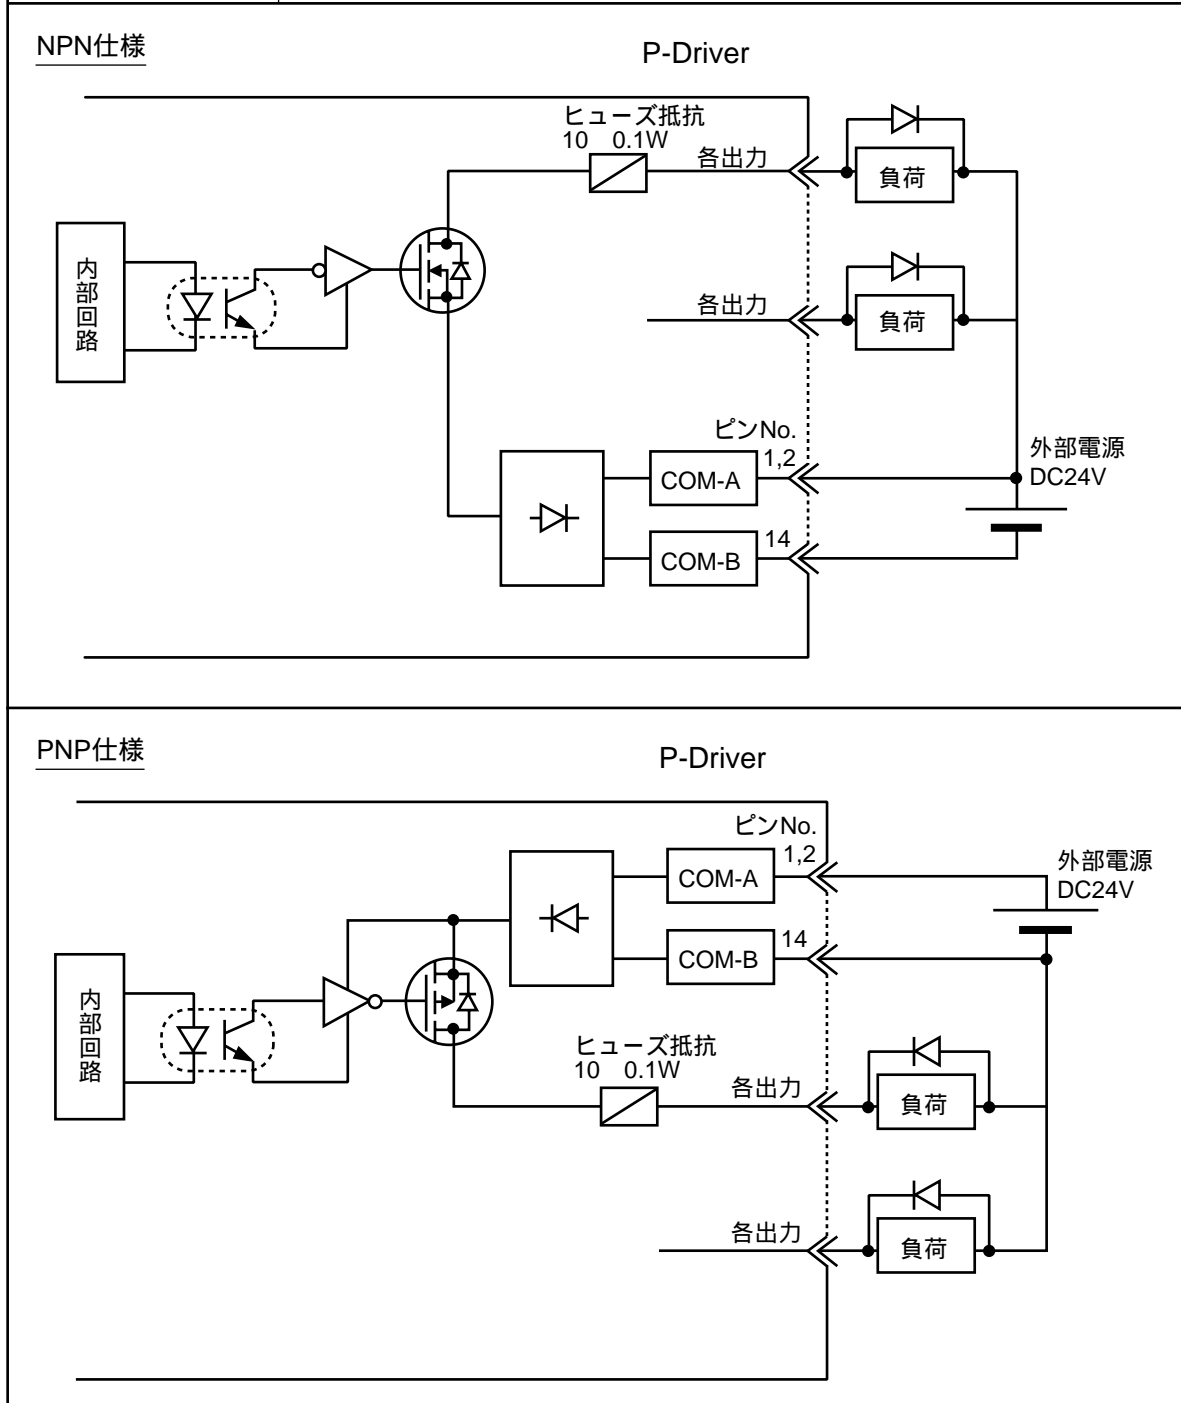 NPN仕様
P-Driver
ヒューズ抵抗
10 0.1W
各出力
負荷
内部回路
各出力
負荷
ピンNo.
1,2
COM-A
外部電源
DC24V
14
COM-B
PNP仕様
P-Driver
ピンNo.
1,2
COM-A
外部電源
DC24V
14
COM-B
内部回路
ヒューズ抵抗
10 0.1W
各出力
負荷
各出力
負荷